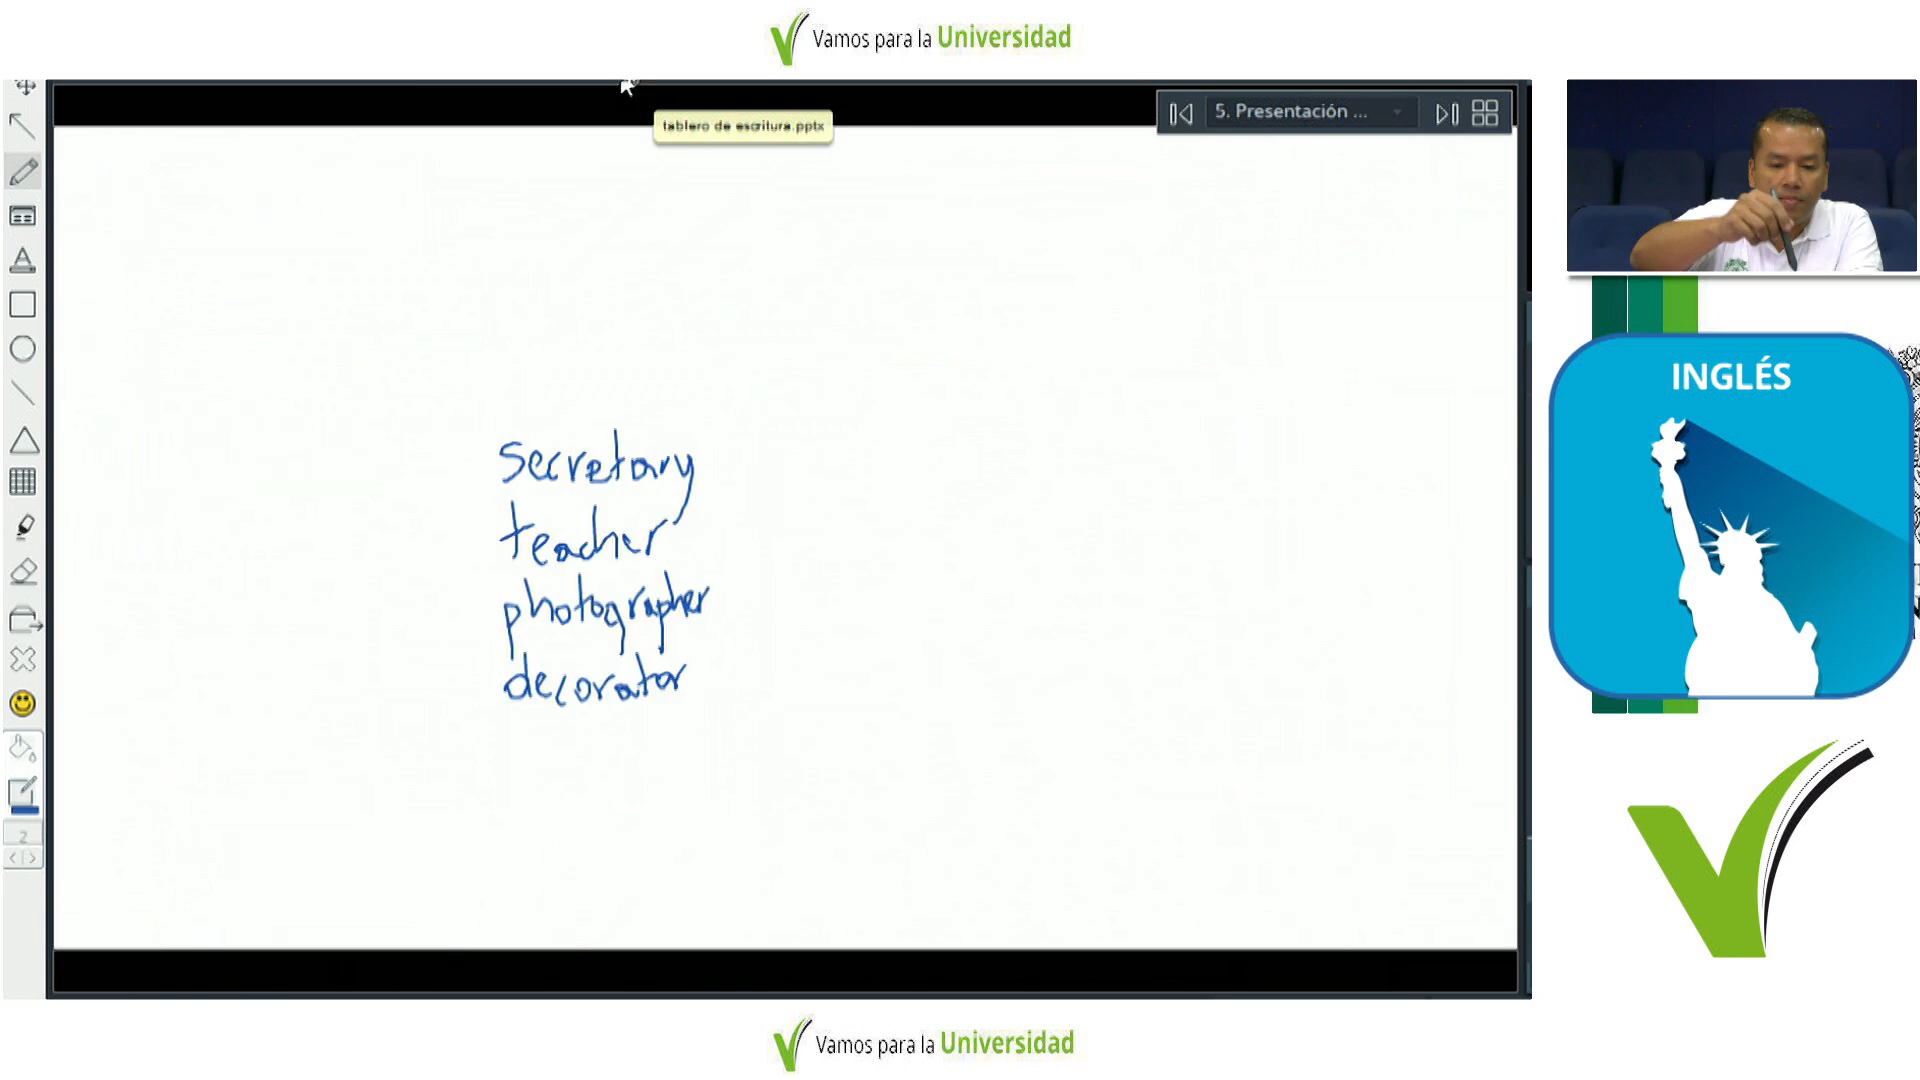 Vamos para la Universidad
tablero de escritura.pptx
5. Presentación ...
secretary
teacher
photographer
decorator
2
INGLÉS
Vamos para la Universidad